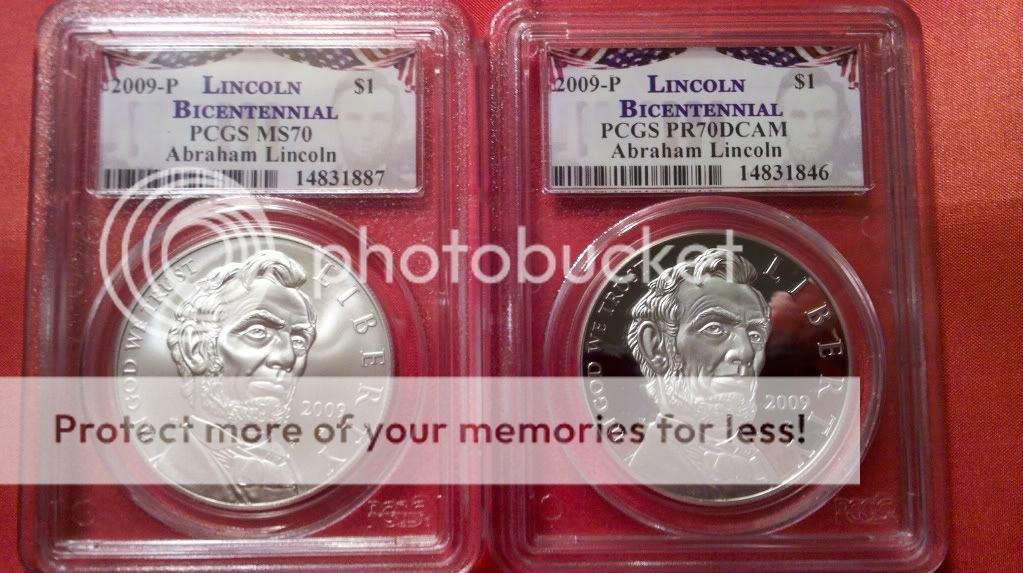 2009-P LINCOLN $1
BICENTENNIAL
PCGS MS70
Abraham Lincoln
14831887
2009-P LINCOLN $1
BICENTENNIAL
PCGS PR70DCAM
Abraham Lincoln
14831846
photobucket
IN GOD WE TRUST
LIBERTY
2009
IN GOD WE TRUST
LIBERTY
2009
Protect more of your memories for less!
PCGS
PCGS